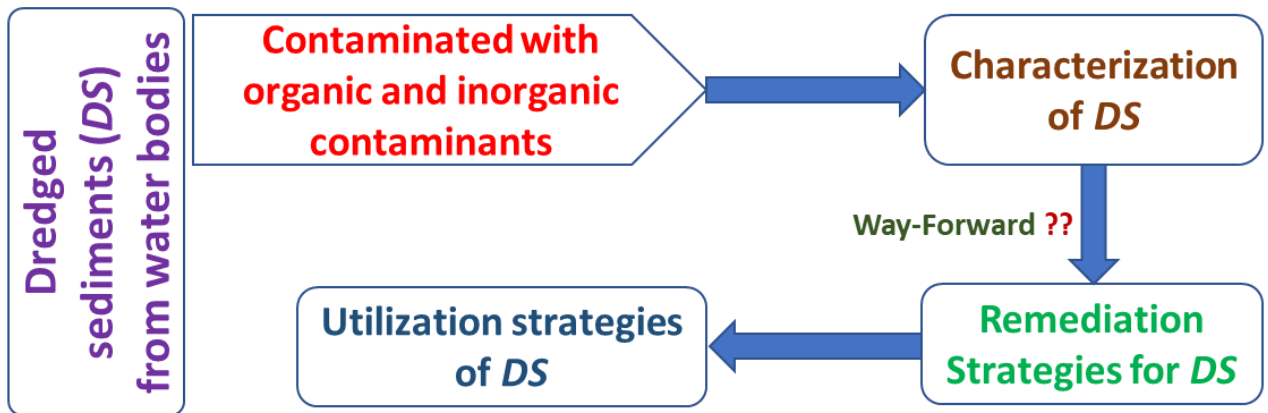 Dredged
sediments (DS)
from water bodies
Contaminated with
organic and inorganic
contaminants
Characterization
of DS
Way-Forward ??
Remediation
Strategies for DS
Utilization strategies
of DS